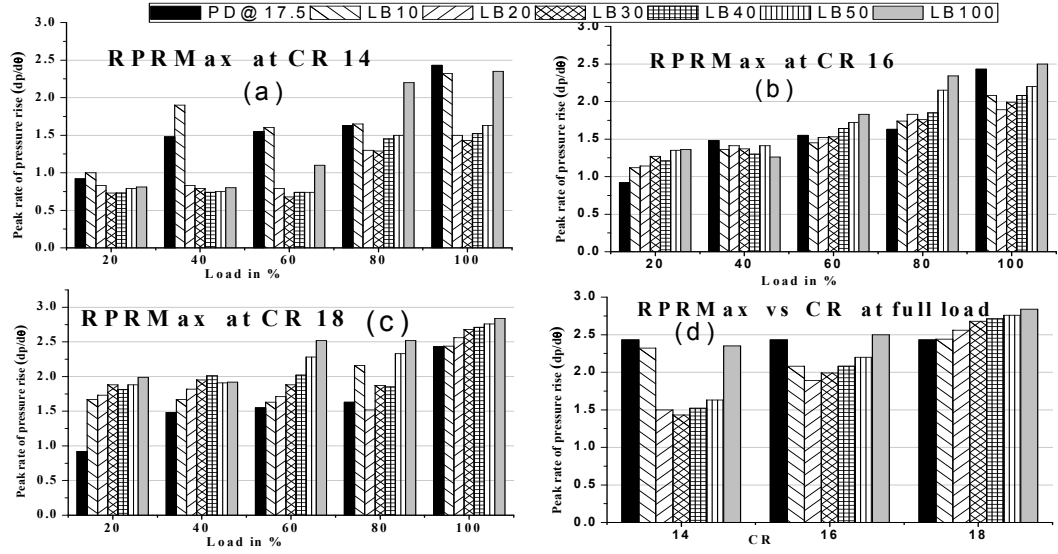 PD@17.5 LB10 LB20 LB30 LB40 LB50 LB100
RPRMax at CR 14
(a)
Peak rate of pressure rise (dp/dθ)
3.0
2.5
2.0
1.5
1.0
0.5
0.0
20 40 60 80 100
Load in %
RPRMax at CR 16
(b)
Peak rate of pressure rise (dp/dθ)
3.0
2.5
2.0
1.5
1.0
0.5
0.0
20 40 60 80 100
Load in %
RPRMax at CR 18 (c)
Peak rate of pressure rise (dp/dθ)
3.0
2.5
2.0
1.5
1.0
0.5
0.0
20 40 60 80 100
Load in %
RPRMax vs CR at full load
(d)
Peak rate of pressure rise (dp/dθ)
3.0
2.5
2.0
1.5
1.0
0.5
0.0
14 16 18
CR